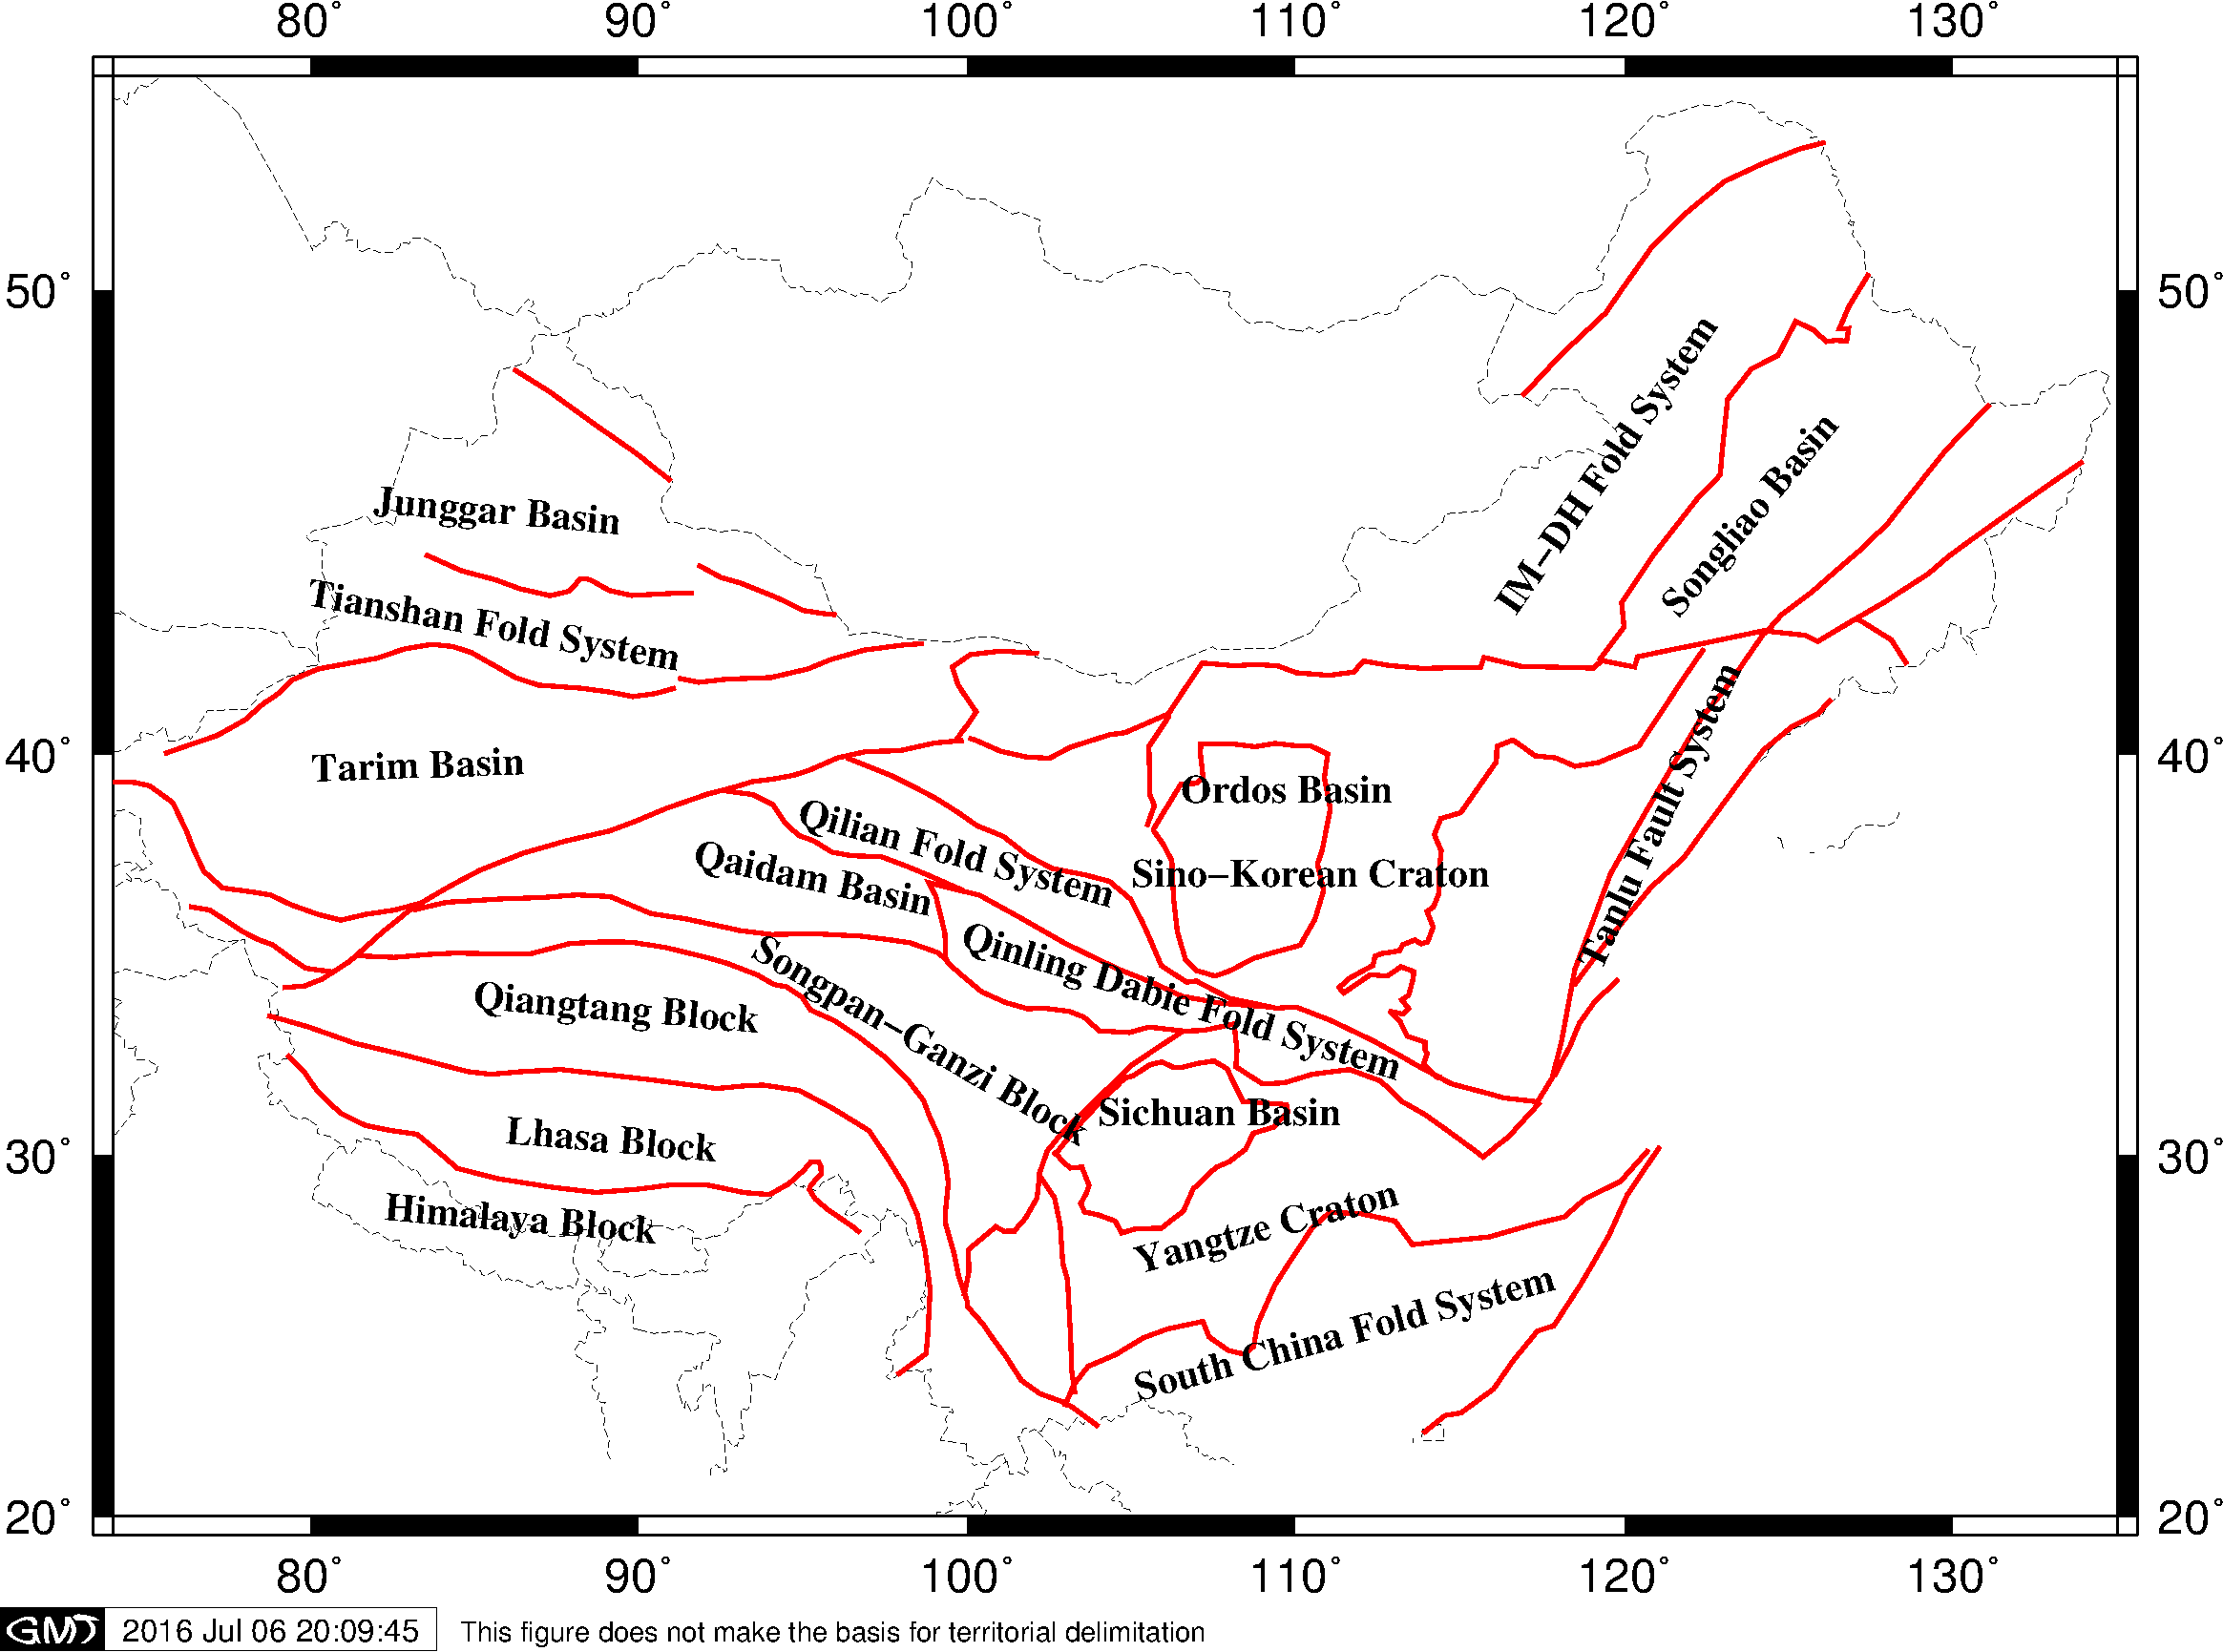 80° 90° 100° 110° 120° 130°
50° 50°
IM−DH Fold System
Songliao Basin
Junggar Basin
Tianshan Fold System
40° 40°
Tarim Basin
Tanlu Fault System
Ordos Basin
Qilian Fold System
Qaidam Basin
Sino−Korean Craton
Qinling Dabie Fold System
Songpan−Ganzi Block
Qiangtang Block
Sichuan Basin
Lhasa Block
30° 30°
Himalaya Block
Yangtze Craton
South China Fold System
20° 20°
80° 90° 100° 110° 120° 130°
GMT 2016 Jul 06 20:09:45 This figure does not make the basis for territorial delimitation